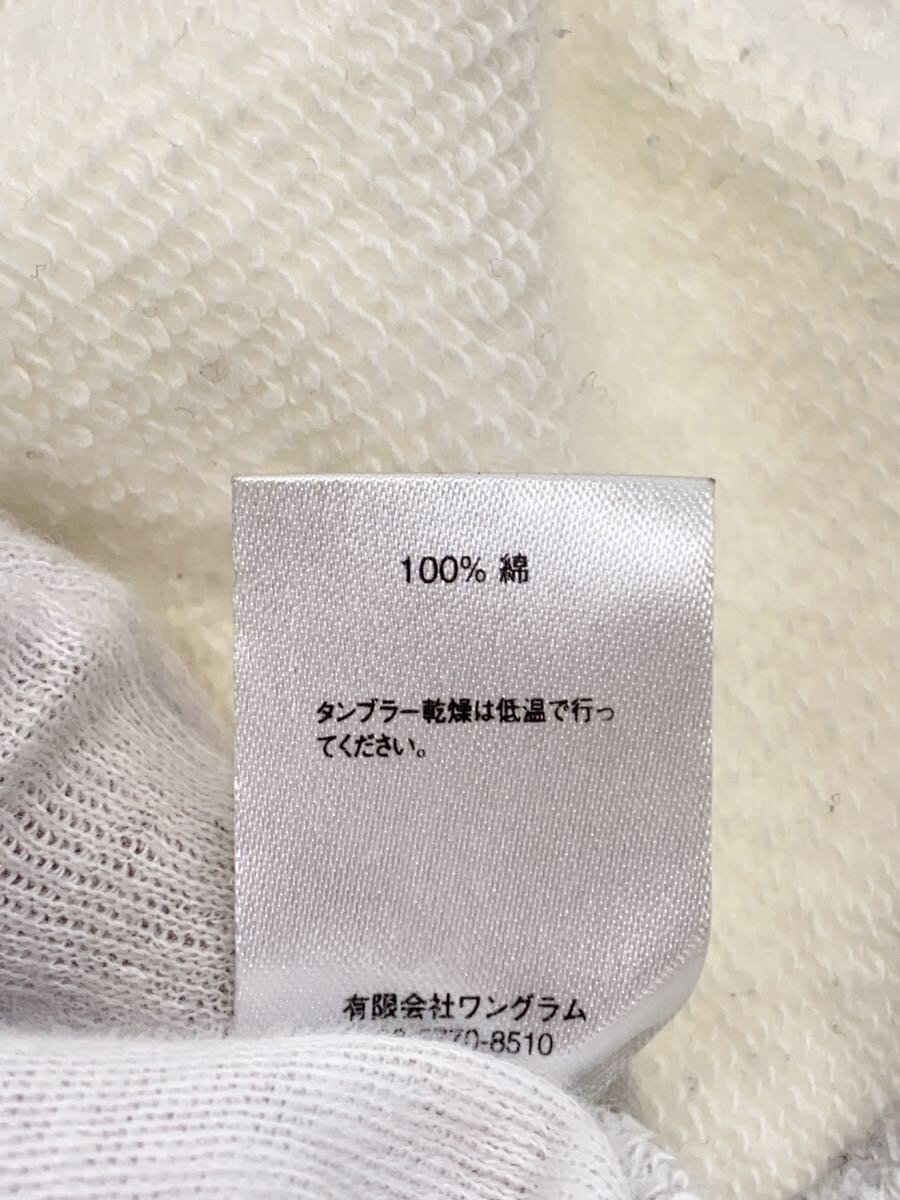 100% 綿
タンブラー乾燥は低温で行っ
てください。
有限会社ワングラム
-8510